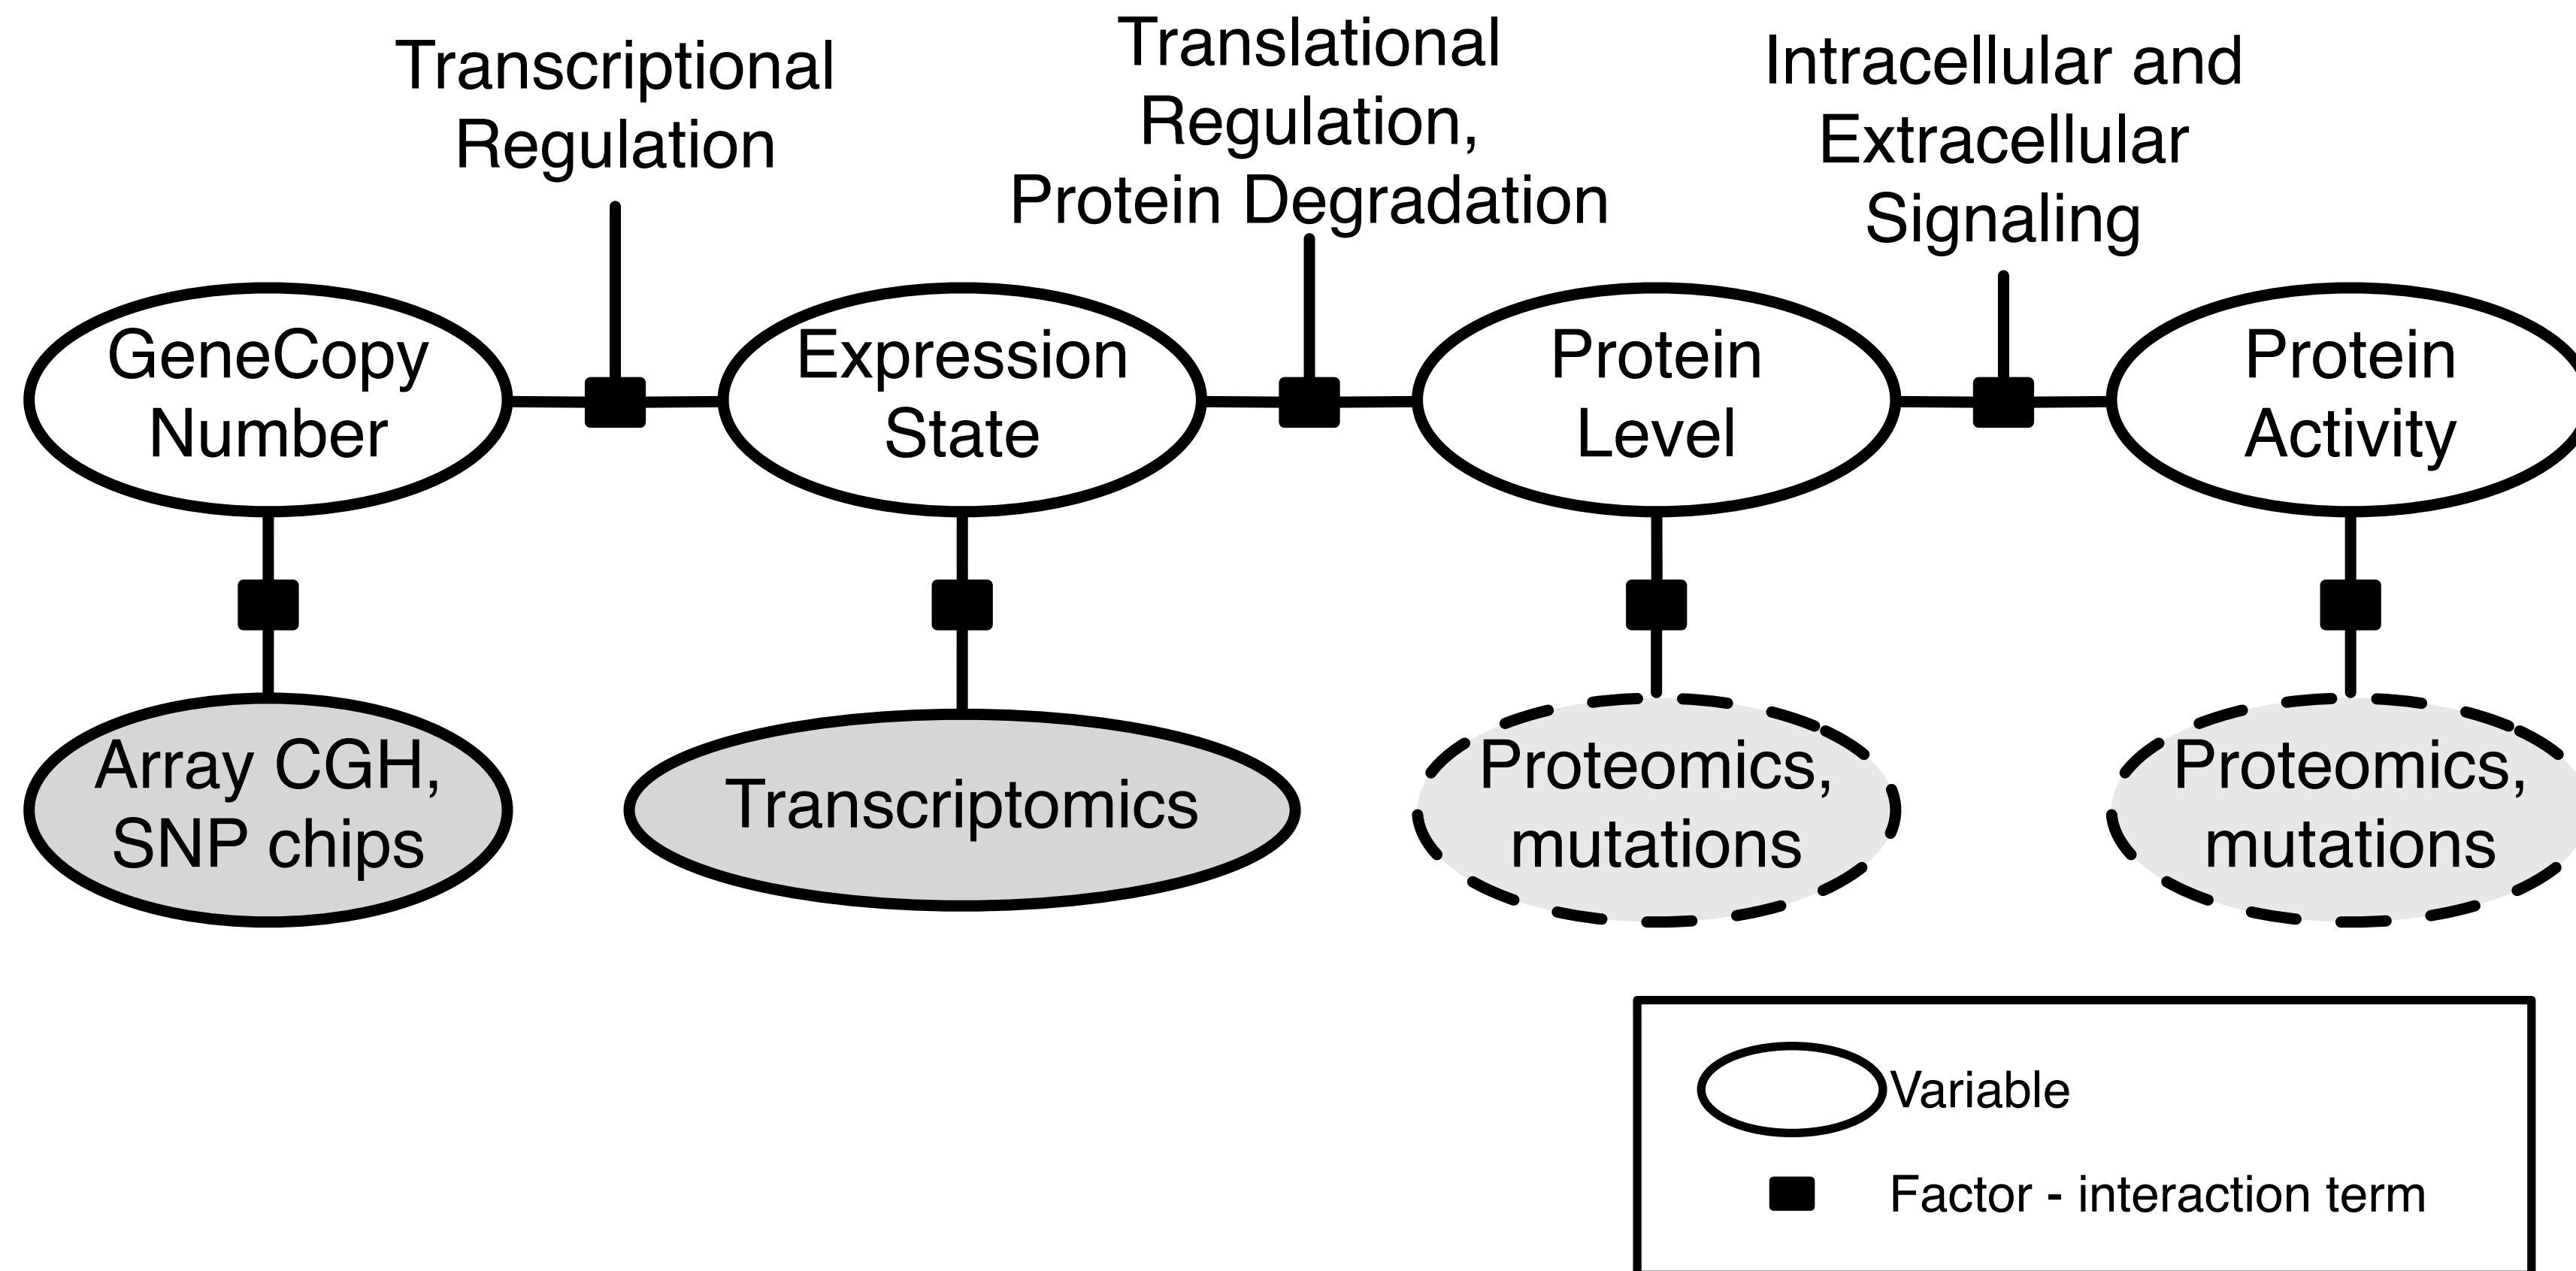 Transcriptional
Regulation
Translational
Regulation,
Protein Degradation
Intracellular and
Extracellular
Signaling
GeneCopy
Number
Expression
State
Protein
Level
Protein
Activity
Array CGH,
SNP chips
Transcriptomics
Proteomics,
mutations
Proteomics,
mutations
Variable
Factor - interaction term